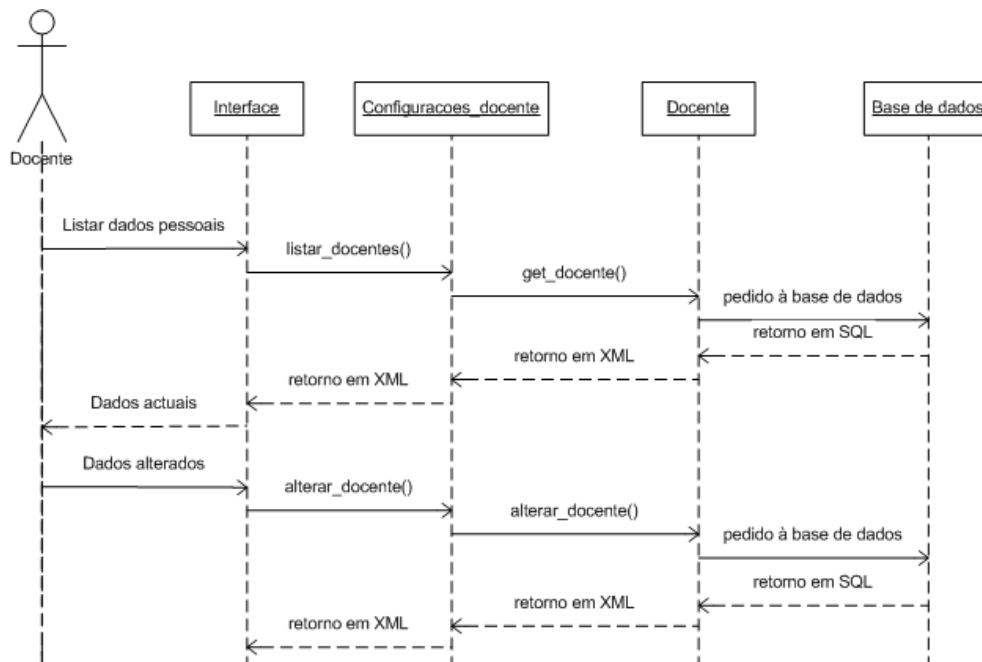 Docente
Interface
Configuracoes_docente
Docente
Base de dados
Listar dados pessoais
listar_docentes()
get_docente()
pedido à base de dados
retorno em SQL
retorno em XML
retorno em XML
Dados actuais
Dados alterados
alterar_docente()
alterar_docente()
pedido à base de dados
retorno em SQL
retorno em XML
retorno em XML